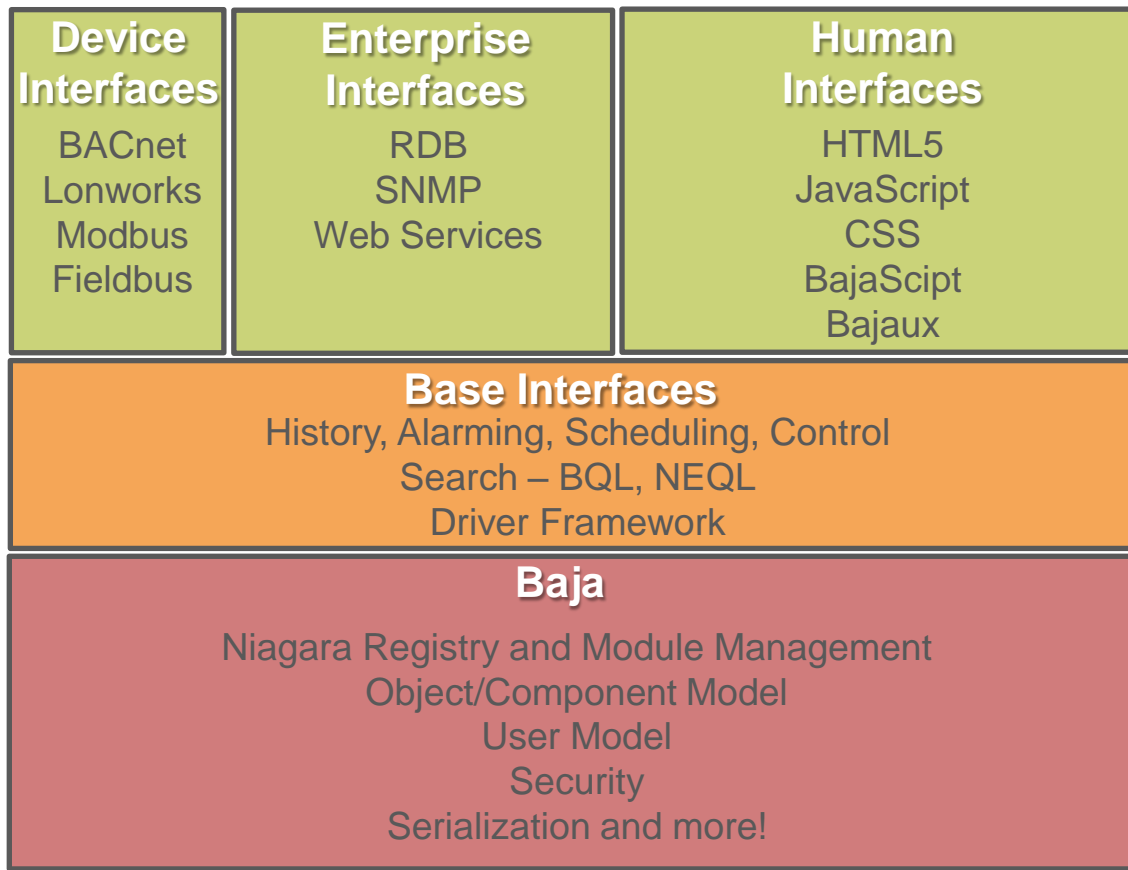 Device
Interfaces
BACnet
Lonworks
Modbus
Fieldbus
Enterprise
Interfaces
RDB
SNMP
Web Services
Human
Interfaces
HTML5
JavaScript
CSS
BajaScipt
Bajaux
Base Interfaces
History, Alarming, Scheduling, Control
Search – BQL, NEQL
Driver Framework
Baja
Niagara Registry and Module Management
Object/Component Model
User Model
Security
Serialization and more!